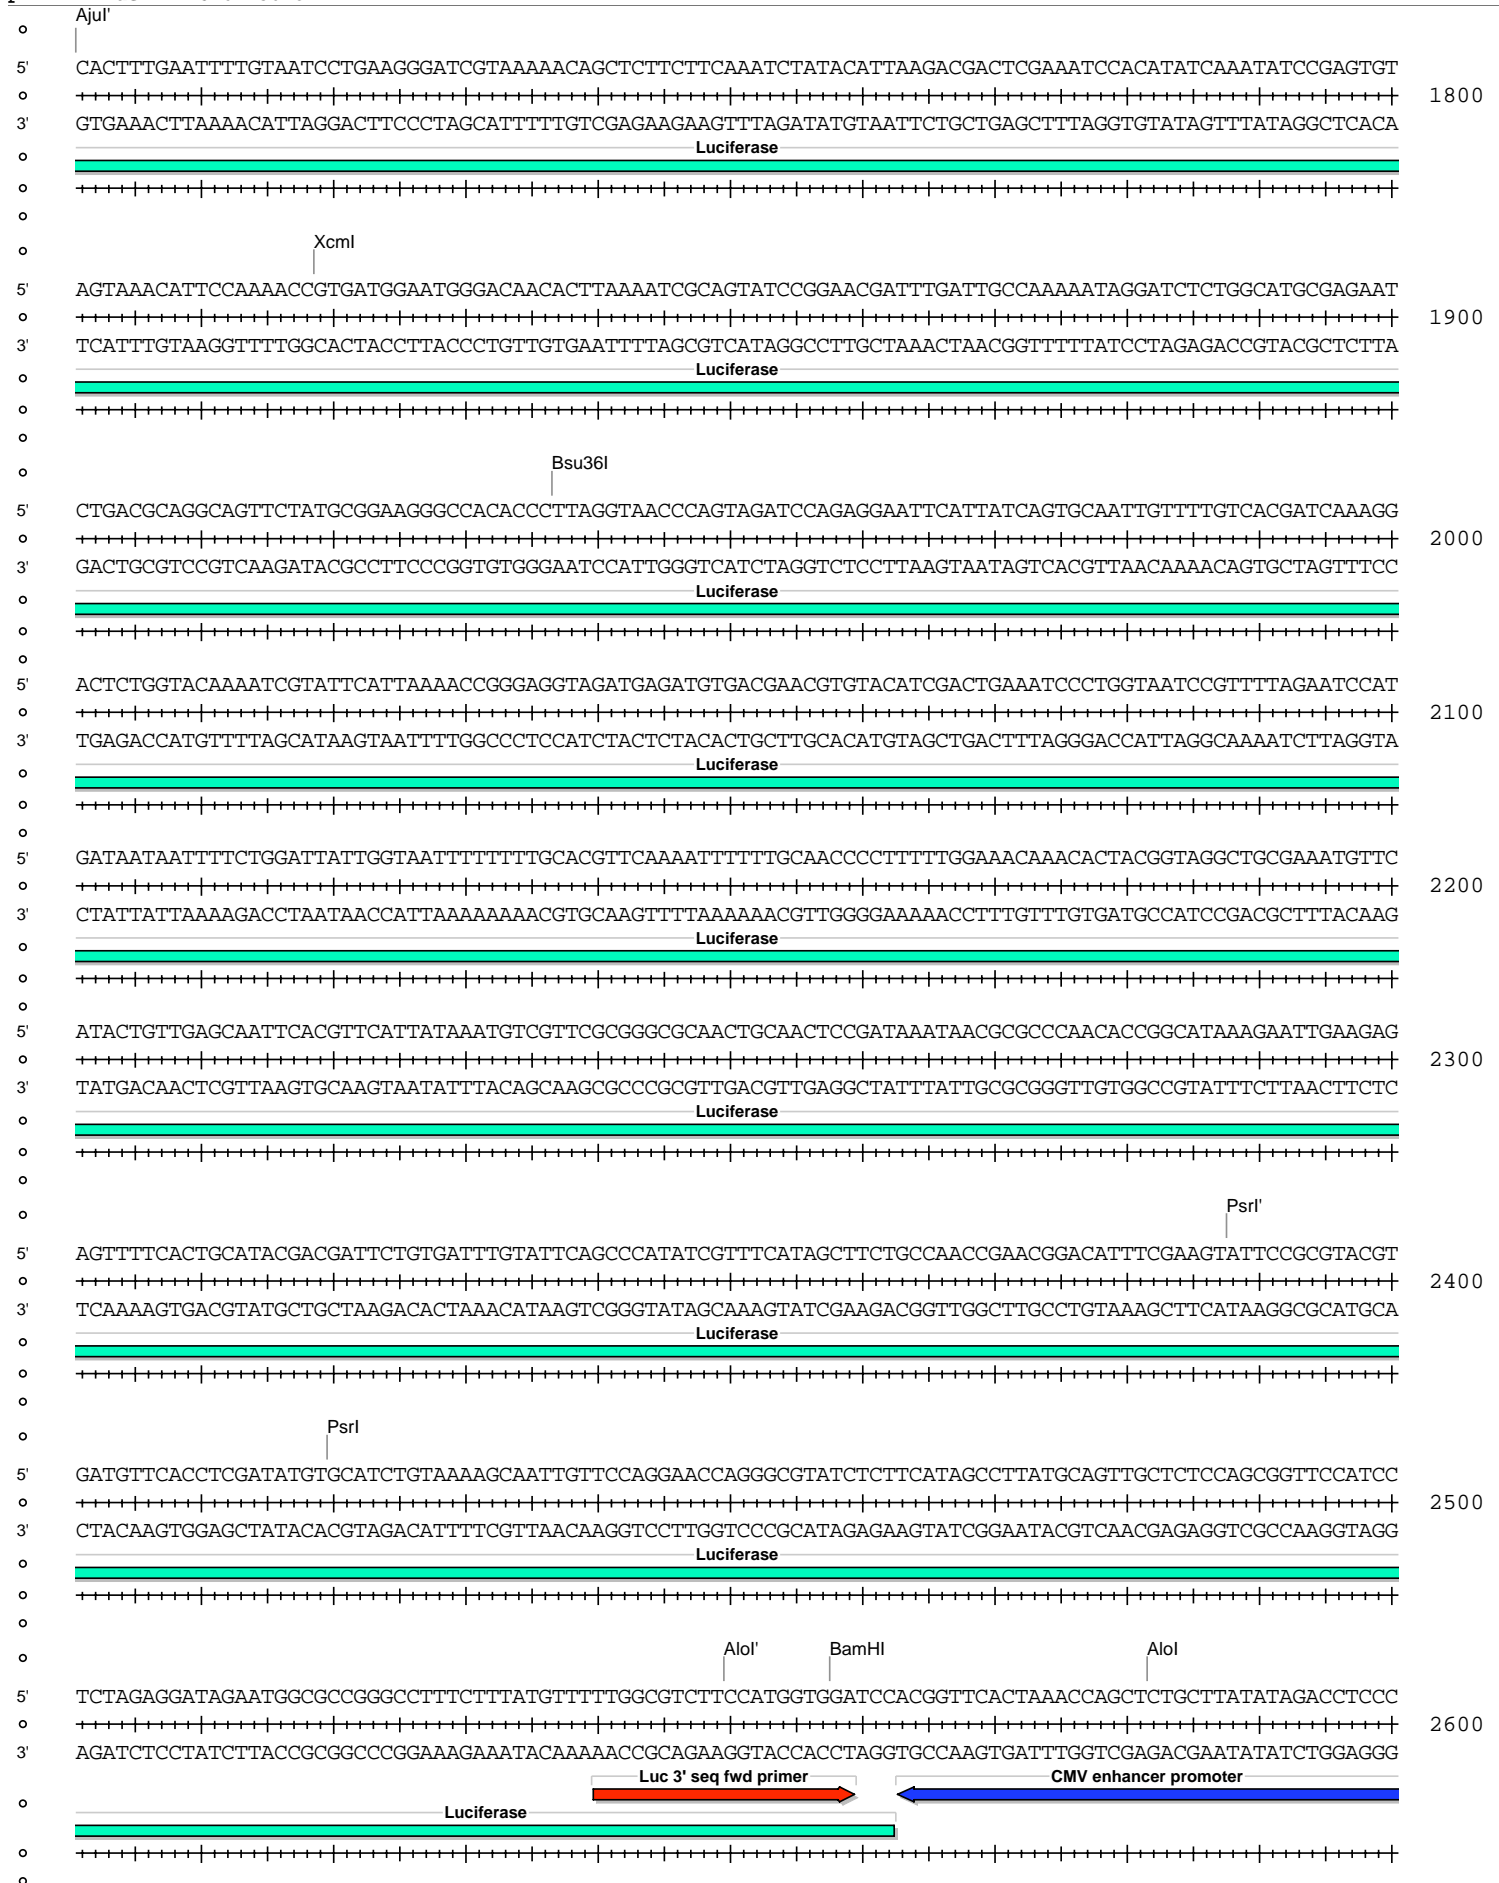 AjuI'
5' CACTTTGAATTTTGTAATCCTGAAGGGATCGTAAAAACAGCTCTTCTTCAAATCTATACATTAAGACGACTCGAAATCCACATATCAAATATCCGAGTGT
1800
3' GTGAAACTTAAAACATTAGGACTTCCCTAGCATTTTTGTCGAGAAGAAGTTTAGATATGTAATTCTGCTGAGCTTTAGGTGTATAGTTTATAGGCTCACA
Luciferase
XcmI
5' AGTAAACATTCCAAAACCGTGATGGAATGGGACAACACTTAAAATCGCAGTATCCGGAACGATTTGATTGCCAAAAATAGGATCTCTGGCATGCGAGAAT
1900
3' TCATTTGTAAGGTTTTGGCACTACCTTACCCTGTTGTGAATTTTAGCGTCATAGGCCTTGCTAAACTAACGGTTTTTATCCTAGAGACCGTACGCTCTTA
Luciferase
Bsu36I
5' CTGACGCAGGCAGTTCTATGCGGAAGGGCCACACCCTTAGGTAACCCAGTAGATCCAGAGGAATTCATTATCAGTGCAATTGTTTTGTCACGATCAAAGG
2000
3' GACTGCGTCCGTCAAGATACGCCTTCCCGGTGTGGGAATCCATTGGGTCATCTAGGTCTCCTTAAGTAATAGTCACGTTAACAAAACAGTGCTAGTTTCC
Luciferase
5' ACTCTGGTACAAAATCGTATTCATTAAAACCGGGAGGTAGATGAGATGTGACGAACGTGTACATCGACTGAAATCCCTGGTAATCCGTTTTAGAATCCAT
2100
3' TGAGACCATGTTTTAGCATAAGTAATTTTGGCCCTCCATCTACTCTACACTGCTTGCACATGTAGCTGACTTTAGGGACCATTAGGCAAAATCTTAGGTA
Luciferase
5' GATAATAATTTTCTGGATTATTGGTAATTTTTTTTGCACGTTCAAAATTTTTTGCAACCCCTTTTTGGAAACAAACACTACGGTAGGCTGCGAAATGTTC
2200
3' CTATTATTAAAAGACCTAATAACCATTAAAAAAAACGTGCAAGTTTTAAAAAACGTTGGGGAAAAACCTTTGTTTGTGATGCCATCCGACGCTTTACAAG
Luciferase
5' ATACTGTTGAGCAATTCACGTTCATTATAAATGTCGTTCGCGGGCGCAACTGCAACTCCGATAAATAACGCGCCCAACACCGGCATAAAGAATTGAAGAG
2300
3' TATGACAACTCGTTAAGTGCAAGTAATATTTACAGCAAGCGCCCGCGTTGACGTTGAGGCTATTTATTGCGCGGGTTGTGGCCGTATTTCTTAACTTCTC
Luciferase
PsrI'
5' AGTTTTCACTGCATACGACGATTCTGTGATTTGTATTCAGCCCATATCGTTTCATAGCTTCTGCCAACCGAACGGACATTTCGAAGTATTCCGCGTACGT
2400
3' TCAAAAGTGACGTATGCTGCTAAGACACTAAACATAAGTCGGGTATAGCAAAGTATCGAAGACGGTTGGCTTGCCTGTAAAGCTTCATAAGGCGCATGCA
Luciferase
PsrI
5' GATGTTCACCTCGATATGTGCATCTGTAAAAGCAATTGTTCCAGGAACCAGGGCGTATCTCTTCATAGCCTTATGCAGTTGCTCTCCAGCGGTTCCATCC
2500
3' CTACAAGTGGAGCTATACACGTAGACATTTTCGTTAACAAGGTCCTTGGTCCCGCATAGAGAAGTATCGGAATACGTCAACGAGAGGTCGCCAAGGTAGG
Luciferase
AloI' BamHI AloI
5' TCTAGAGGATAGAATGGCGCCGGGCCTTTCTTTATGTTTTTGGCGTCTTCCATGGTGGATCCACGGTTCACTAAACCAGCTCTGCTTATATAGACCTCCC
2600
3' AGATCTCCTATCTTACCGCGGCCCGGAAAGAAATACAAAAACCGCAGAAGGTACCACCTAGGTGCCAAGTGATTTGGTCGAGACGAATATATCTGGAGGG
Luc 3' seq fwd primer CMV enhancer promoter
Luciferase